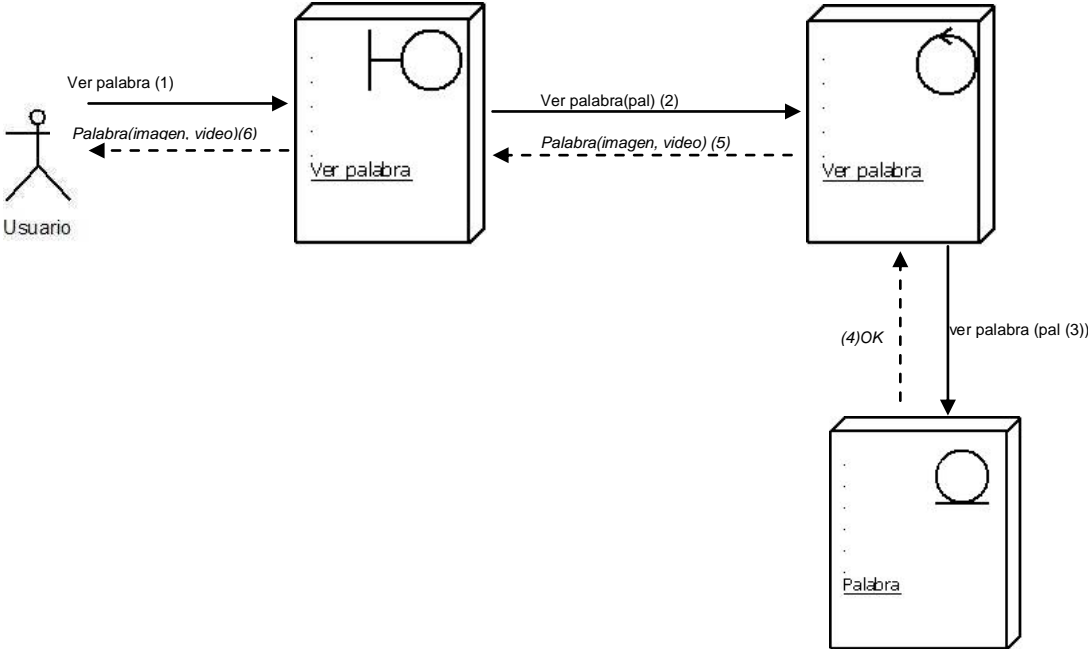 Ver palabra (1)
Palabra(imagen, video)(6)
Usuario
Ver palabra
Ver palabra(pal) (2)
Palabra(imagen, video) (5)
Ver palabra
(4)OK
ver palabra (pal (3))
Palabra